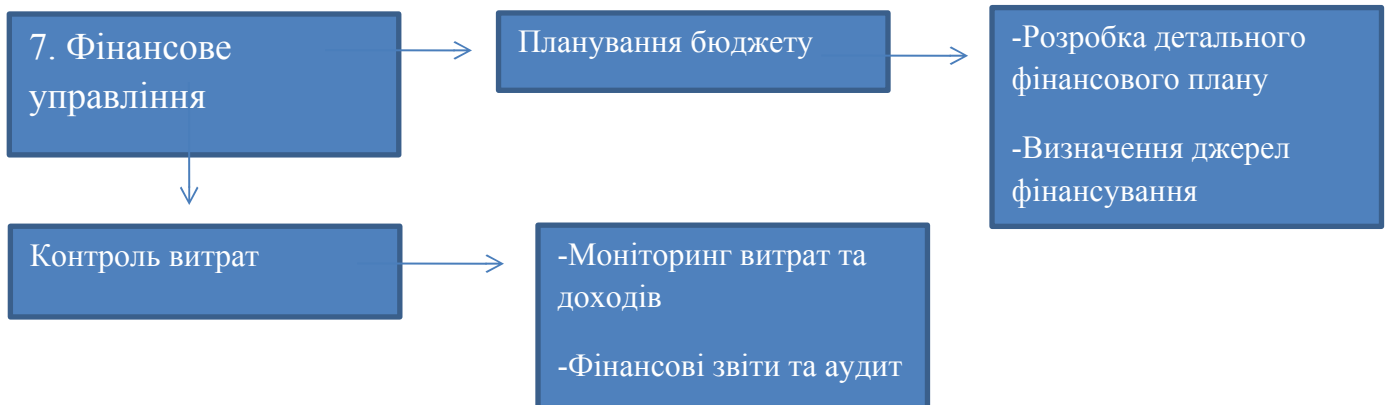 7. Фінансове
управління
Планування бюджету
-Розробка детального
фінансового плану
-Визначення джерел
фінансування
Контроль витрат
-Моніторинг витрат та
доходів
-Фінансові звіти та аудит